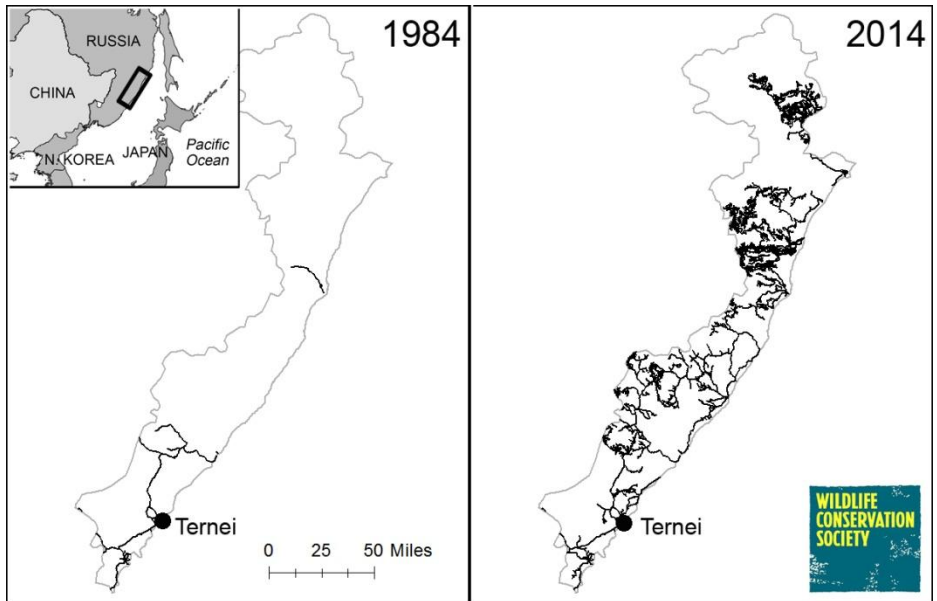 1984
RUSSIA
CHINA
N. KOREA
JAPAN
Pacific
Ocean
Ternei
0 25 50 Miles
2014
Ternei
WILDLIFE
CONSERVATION
SOCIETY